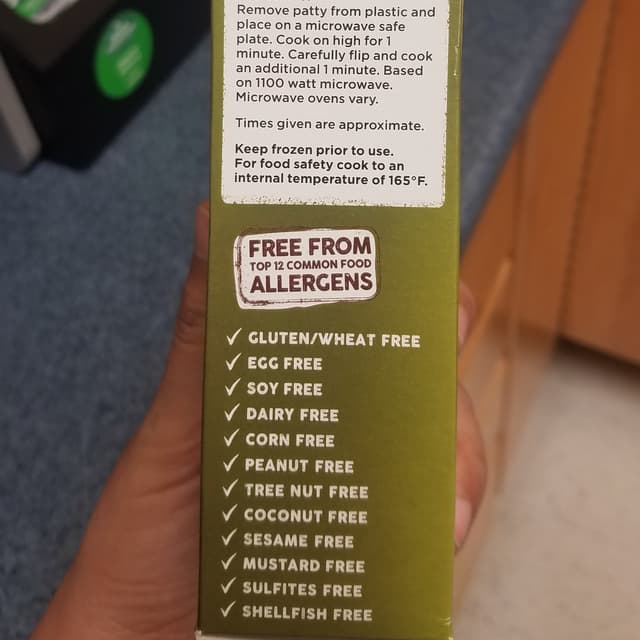 Remove patty from plastic and
place on a microwave safe
plate. Cook on high for 1
minute. Carefully flip and cook
an additional 1 minute. Based
on 1100 watt microwave.
Microwave ovens vary.
Times given are approximate.
Keep frozen prior to use.
For food safety cook to an
internal temperature of 165°F.
FREE FROM
TOP 12 COMMON FOOD
ALLERGENS
✓ GLUTEN/WHEAT FREE
✓ EGG FREE
✓ SOY FREE
✓ DAIRY FREE
✓ CORN FREE
✓ PEANUT FREE
✓ TREE NUT FREE
✓ COCONUT FREE
✓ SESAME FREE
✓ MUSTARD FREE
✓ SULFITES FREE
✓ SHELLFISH FREE